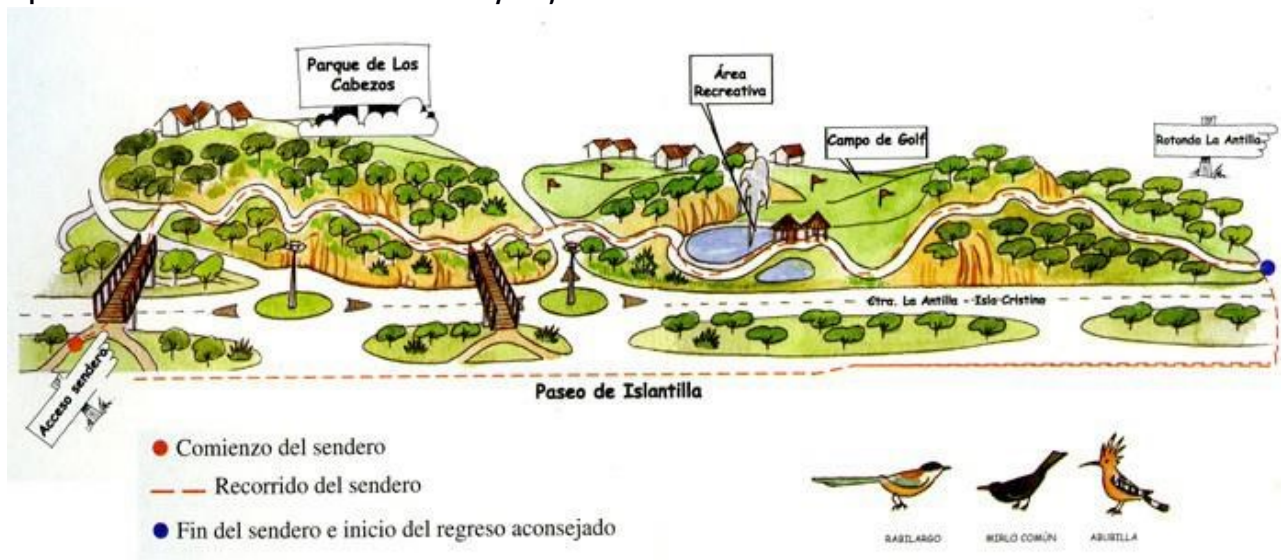 Parque de Los
Cabezos
Área
Recreativa
Campo de Golf
Rotonda La Antilla
Ctra. La Antilla - Isla Cristina
Acceso sendero
Paseo de Islantilla
Comienzo del sendero
Recorrido del sendero
Fin del sendero e inicio del regreso aconsejado
RABILARGO
MIRLO COMÚN
ABUBILLA